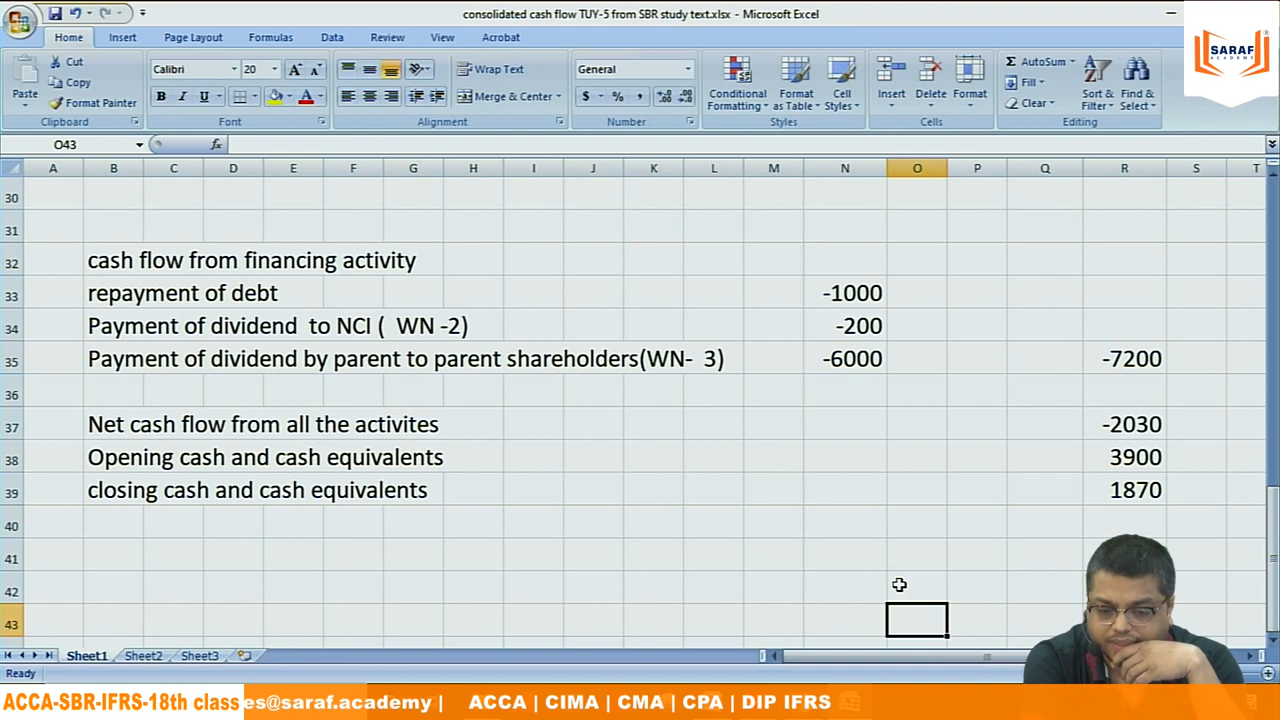 consolidated cash flow TUY-5 from SBR study text.xlsx - Microsoft Excel
SARAF
ACADEMY
Home Insert Page Layout Formulas Data Review View Acrobat
Paste Cut Copy Format Painter Clipboard
Calibri 20 B I U Font
Wrap Text Merge & Center Alignment
General $ % , Number
Conditional Formatting Format as Table Cell Styles Styles
Insert Delete Format Cells
AutoSum Fill Clear Sort & Filter Find & Select Editing
O43 fx
A B C D E F G H I J K L M N O P Q R S T
30
31
32 cash flow from financing activity
33 repayment of debt -1000
34 Payment of dividend to NCI ( WN -2) -200
35 Payment of dividend by parent to parent shareholders(WN- 3) -6000 -7200
36
37 Net cash flow from all the activites -2030
38 Opening cash and cash equivalents 3900
39 closing cash and cash equivalents 1870
40
41
42
43
Sheet1 Sheet2 Sheet3
Ready
ACCA-SBR-IFRS-18th class es@saraf.academy | ACCA | CIMA | CMA | CPA | DIP IFRS